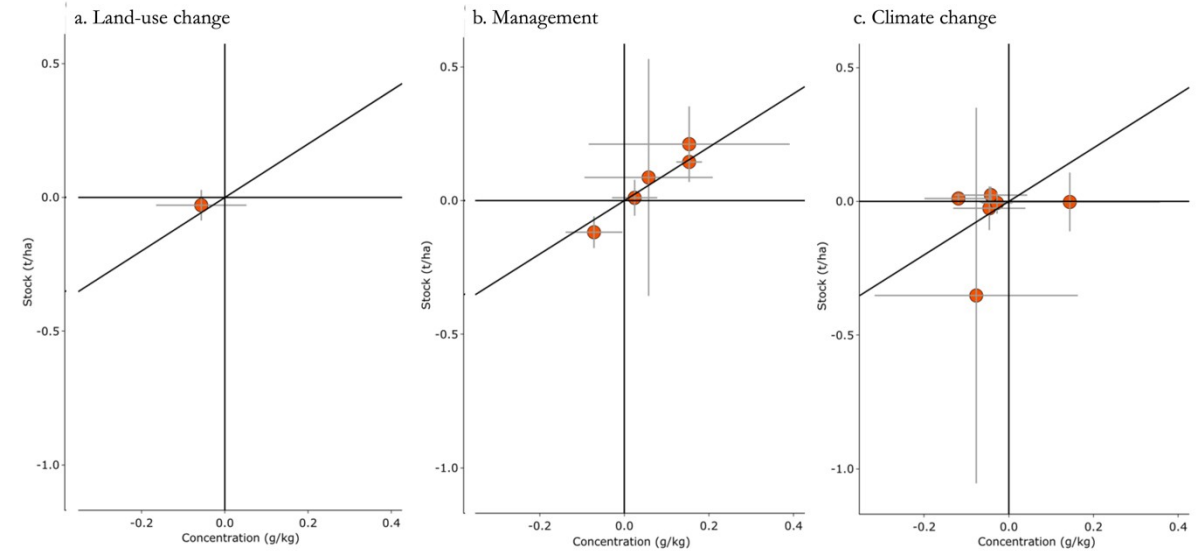 a. Land-use change
b. Management
c. Climate change
0.5
0.0
-0.5
-1.0
Stock (t/ha)
-0.2 0.0 0.2 0.4
Concentration (g/kg)
0.5
0.0
-0.5
-1.0
Stock (t/ha)
-0.2 0.0 0.2 0.4
Concentration (g/kg)
0.5
0.0
-0.5
-1.0
Stock (t/ha)
-0.2 0.0 0.2 0.4
Concentration (g/kg)